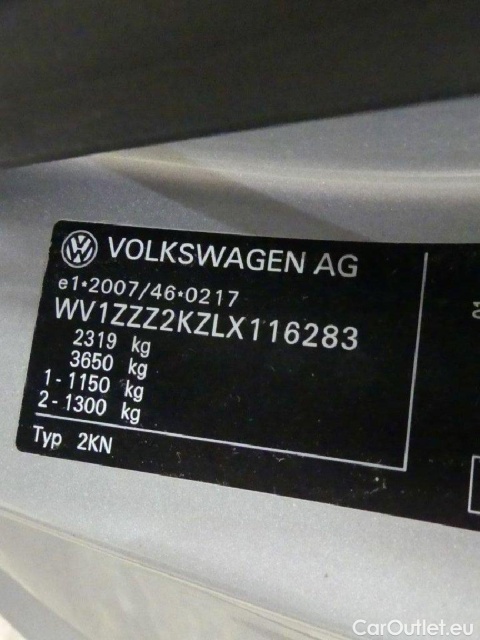 VOLKSWAGEN AG
e1*2007/46*0217
WV1ZZZ2KZLX116283
2319 kg
3650 kg
1-1150 kg
2-1300 kg
Typ 2KN
CarOutlet.eu